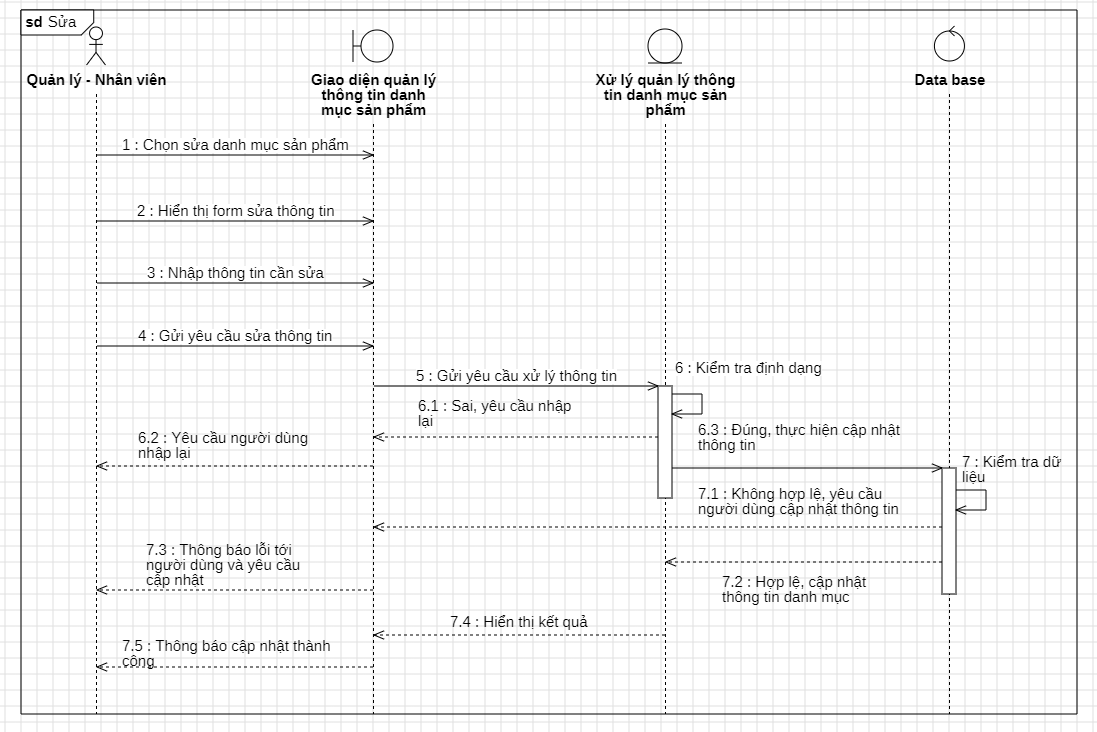 sd Sửa
Quản lý - Nhân viên
Giao diện quản lý
thông tin danh
mục sản phẩm
Xử lý quản lý thông
tin danh mục sản
phẩm
Data base
1 : Chọn sửa danh mục sản phẩm
2 : Hiển thị form sửa thông tin
3 : Nhập thông tin cần sửa
4 : Gửi yêu cầu sửa thông tin
5 : Gửi yêu cầu xử lý thông tin
6 : Kiểm tra định dạng
6.1 : Sai, yêu cầu nhập
lại
6.2 : Yêu cầu người dùng
nhập lại
6.3 : Đúng, thực hiện cập nhật
thông tin
7 : Kiểm tra dữ
liệu
7.1 : Không hợp lệ, yêu cầu
người dùng cập nhật thông tin
7.3 : Thông báo lỗi tới
người dùng và yêu cầu
cập nhật
7.2 : Hợp lệ, cập nhật
thông tin danh mục
7.4 : Hiển thị kết quả
7.5 : Thông báo cập nhật thành
công